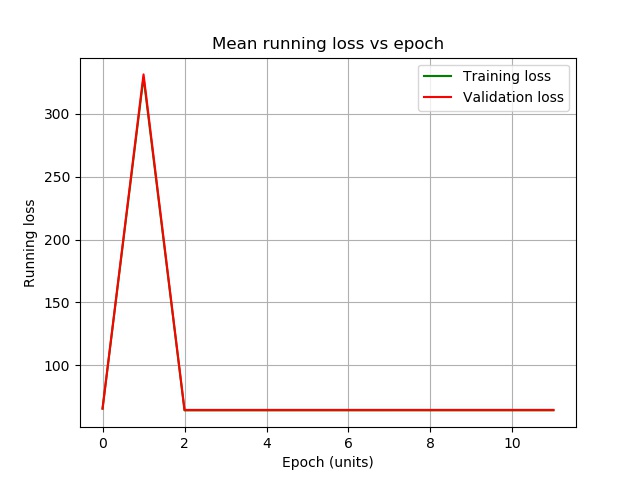 Mean running loss vs epoch
Training loss
Validation loss
300
250
200
150
100
Running loss
0 2 4 6 8 10
Epoch (units)